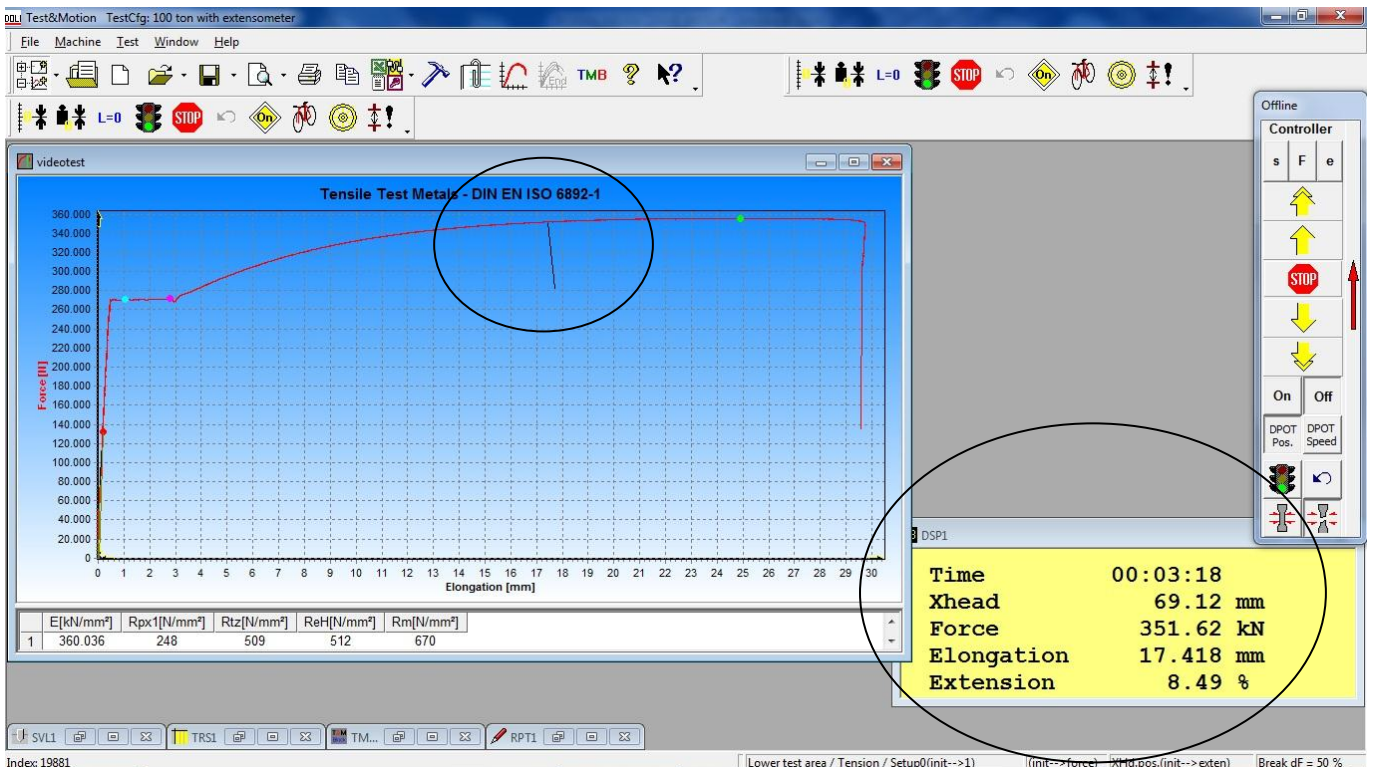 DOLI Test&Motion TestCfg: 100 ton with extensometer
File Machine Test Window Help
TMB L=0 STOP On
L=0 STOP On
Offline
Controller
s F e
STOP
On Off
DPOT Pos. DPOT Speed
videotest
Tensile Test Metals - DIN EN ISO 6892-1
360.000
340.000
320.000
300.000
280.000
260.000
240.000
220.000
200.000
180.000
160.000
140.000
120.000
100.000
80.000
60.000
40.000
20.000
0
Force [N]
0 1 2 3 4 5 6 7 8 9 10 11 12 13 14 15 16 17 18 19 20 21 22 23 24 25 26 27 28 29 30
Elongation [mm]
E[kN/mm²] Rpx1[N/mm²] Rtz[N/mm²] ReH[N/mm²] Rm[N/mm²]
1 360.036 248 509 512 670
DSP1
Time 00:03:18
Xhead 69.12 mm
Force 351.62 kN
Elongation 17.418 mm
Extension 8.49 %
SVL1 TRS1 TM... RPT1
Index: 19881 Lower test area / Tension / Setup0(init-->1) (init-->force) XHd.pos.(init-->exten) Break dF = 50 %